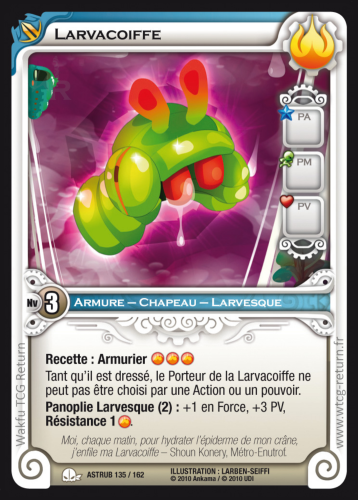 LARVACOIFFE
PA
PM
PV
Nv 3 ARMURE – CHAPEAU – LARVESQUE
Recette : Armurier
Tant qu'il est dressé, le Porteur de la Larvacoiffe ne
peut pas être choisi par une Action ou un pouvoir.
Panoplie Larvesque (2) : +1 en Force, +3 PV,
Résistance 1.
Moi, chaque matin, pour hydrater l'épiderme de mon crâne,
j'enfile ma Larvacoiffe – Shoun Konery, Métro-Enutrof.
ASTRUB 135 / 162
ILLUSTRATION : LARBEN-SEIFFI
© 2010 Ankama / © 2010 UDI
Wakfu TCG Return
www.wtcg-return.fr